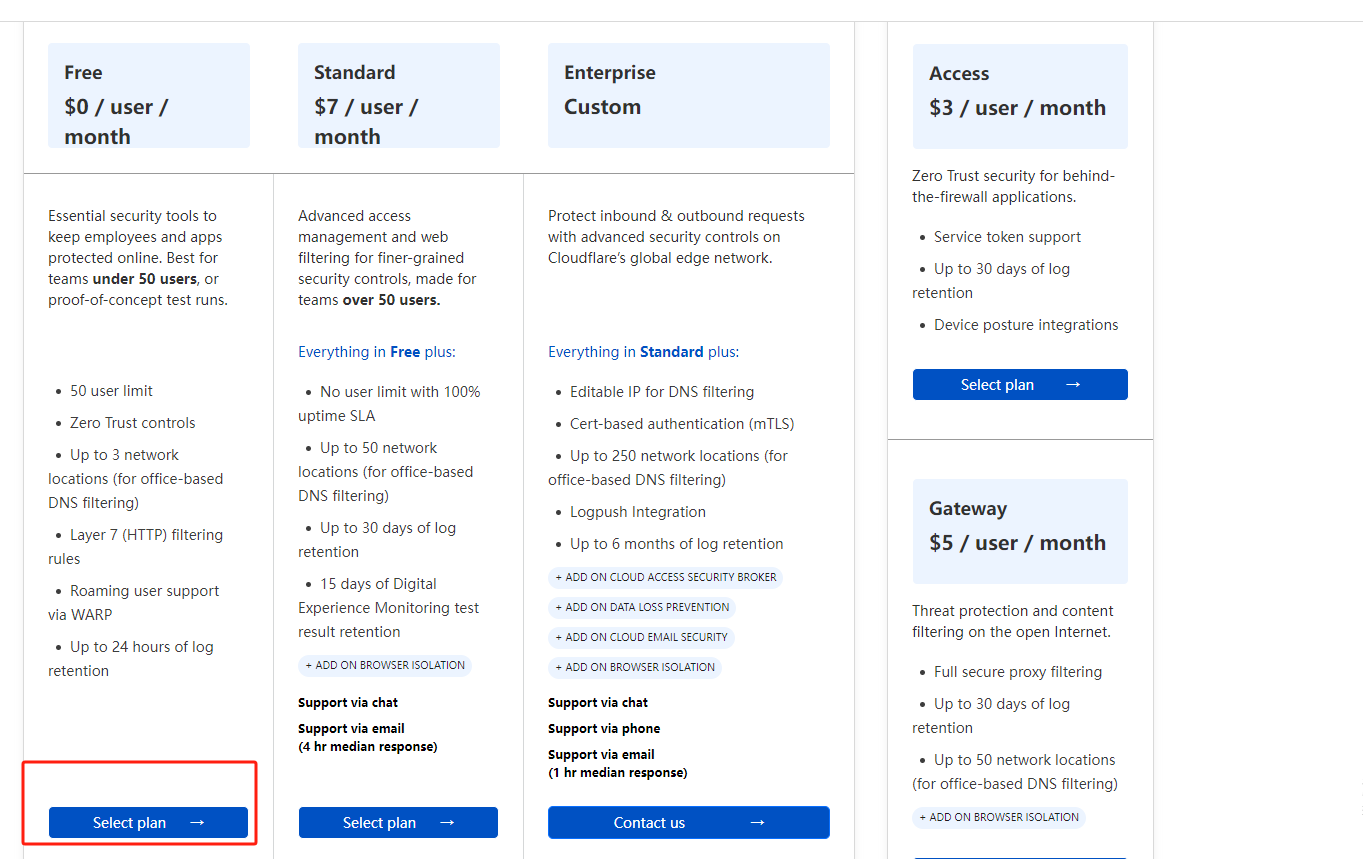 Free
$0 / user /
month
Essential security tools to
keep employees and apps
protected online. Best for
teams under 50 users, or
proof-of-concept test runs.
• 50 user limit
• Zero Trust controls
• Up to 3 network
locations (for office-based
DNS filtering)
• Layer 7 (HTTP) filtering
rules
• Roaming user support
via WARP
• Up to 24 hours of log
retention
Select plan →
Standard
$7 / user /
month
Advanced access
management and web
filtering for finer-grained
security controls, made for
teams over 50 users.
Everything in Free plus:
• No user limit with 100%
uptime SLA
• Up to 50 network
locations (for office-based
DNS filtering)
• Up to 30 days of log
retention
• 15 days of Digital
Experience Monitoring test
result retention
+ ADD ON BROWSER ISOLATION
Support via chat
Support via email
(4 hr median response)
Select plan →
Enterprise
Custom
Protect inbound & outbound requests
with advanced security controls on
Cloudflare’s global edge network.
Everything in Standard plus:
• Editable IP for DNS filtering
• Cert-based authentication (mTLS)
• Up to 250 network locations (for
office-based DNS filtering)
• Logpush Integration
• Up to 6 months of log retention
+ ADD ON CLOUD ACCESS SECURITY BROKER
+ ADD ON DATA LOSS PREVENTION
+ ADD ON CLOUD EMAIL SECURITY
+ ADD ON BROWSER ISOLATION
Support via chat
Support via phone
Support via email
(1 hr median response)
Contact us →
Access
$3 / user / month
Zero Trust security for behind-
the-firewall applications.
• Service token support
• Up to 30 days of log
retention
• Device posture integrations
Select plan →
Gateway
$5 / user / month
Threat protection and content
filtering on the open Internet.
• Full secure proxy filtering
• Up to 30 days of log
retention
• Up to 50 network locations
(for office-based DNS filtering)
+ ADD ON BROWSER ISOLATION